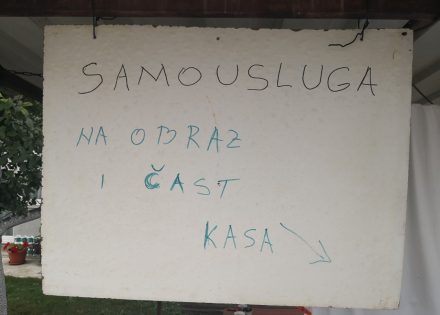 SAMOUSLUGA
NA OBRAZ
I ČAST
KASA